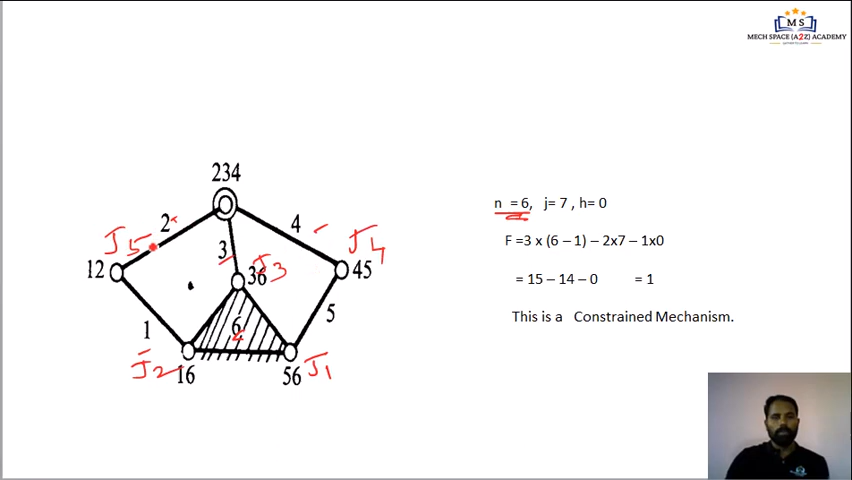 M S
MECH SPACE (A2Z) ACADEMY
234
2
4
J5
J4
3
36
J3
12
45
1
6
5
J2
16
56
J1
n = 6, j= 7 , h= 0
F =3 x (6 – 1) – 2x7 – 1x0
= 15 – 14 – 0 = 1
This is a Constrained Mechanism.